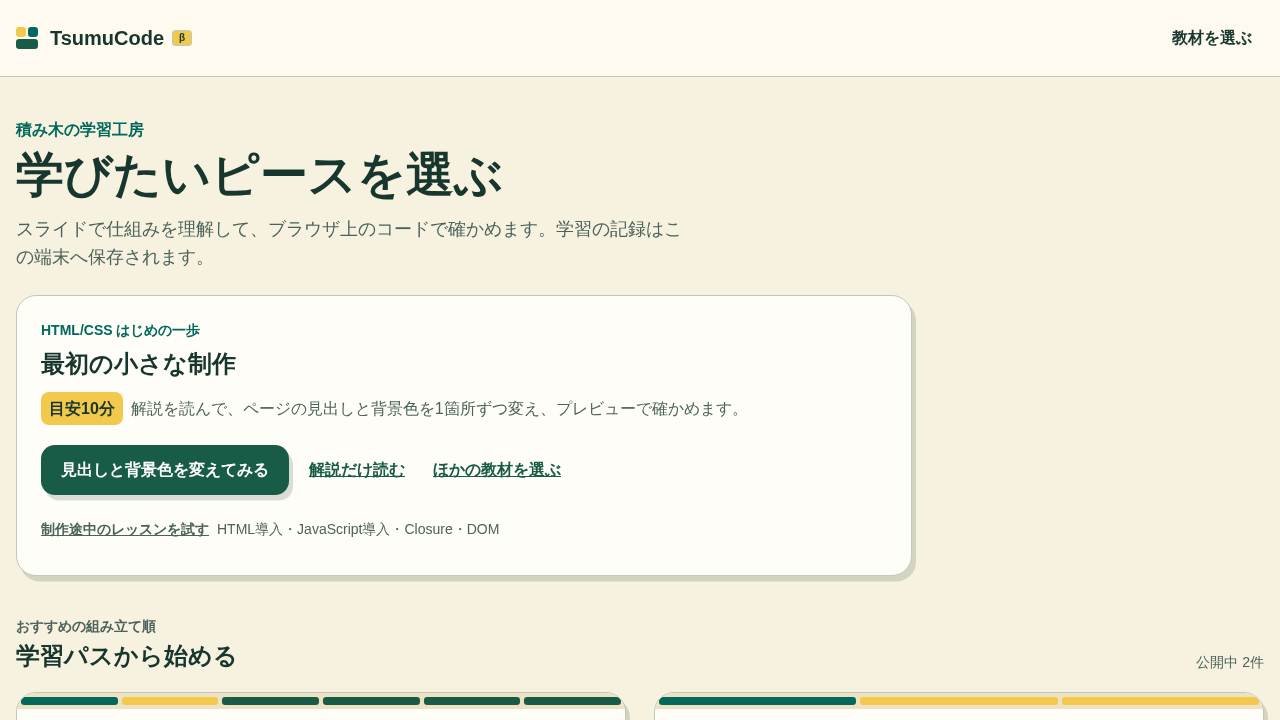 TsumuCode β
教材を選ぶ
積み木の学習工房
学びたいピースを選ぶ
スライドで仕組みを理解して、ブラウザ上のコードで確かめます。学習の記録はこ
の端末へ保存されます。
HTML/CSS はじめの一歩
最初の小さな制作
目安10分 解説を読んで、ページの見出しと背景色を1箇所ずつ変え、プレビューで確かめます。
見出しと背景色を変えてみる 解説だけ読む ほかの教材を選ぶ
制作途中のレッスンを試す HTML導入・JavaScript導入・Closure・DOM
おすすめの組み立て順
学習パスから始める
公開中 2件